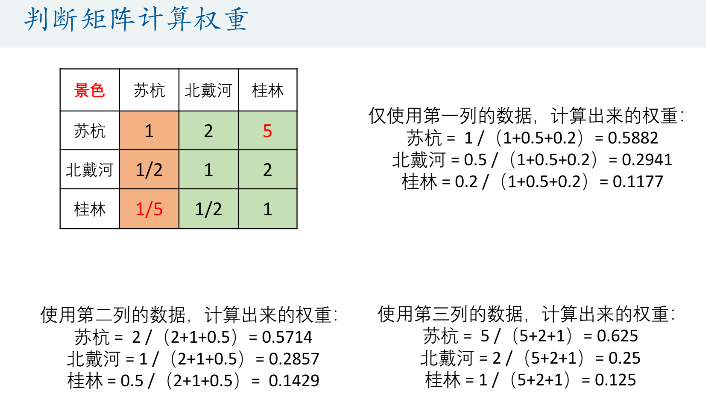 判断矩阵计算权重
景色 苏杭 北戴河 桂林
苏杭 1 2 5
北戴河 1/2 1 2
桂林 1/5 1/2 1
仅使用第一列的数据，计算出来的权重：
苏杭 = 1 /（1+0.5+0.2）= 0.5882
北戴河 = 0.5 /（1+0.5+0.2）= 0.2941
桂林 = 0.2 /（1+0.5+0.2）= 0.1177
使用第二列的数据，计算出来的权重：
苏杭 = 2 /（2+1+0.5）= 0.5714
北戴河 = 1 /（2+1+0.5）= 0.2857
桂林 = 0.5 /（2+1+0.5）= 0.1429
使用第三列的数据，计算出来的权重：
苏杭 = 5 /（5+2+1）= 0.625
北戴河 = 2 /（5+2+1）= 0.25
桂林 = 1 /（5+2+1）= 0.125